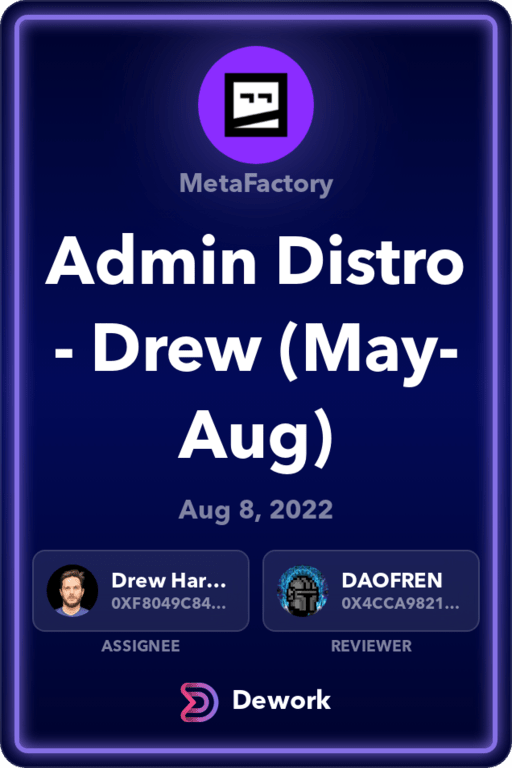 MetaFactory
Admin Distro
- Drew (May-
Aug)
Aug 8, 2022
Drew Har...
0XF8049C84...
ASSIGNEE
DAOFREN
0X4CCA9821...
REVIEWER
Dework